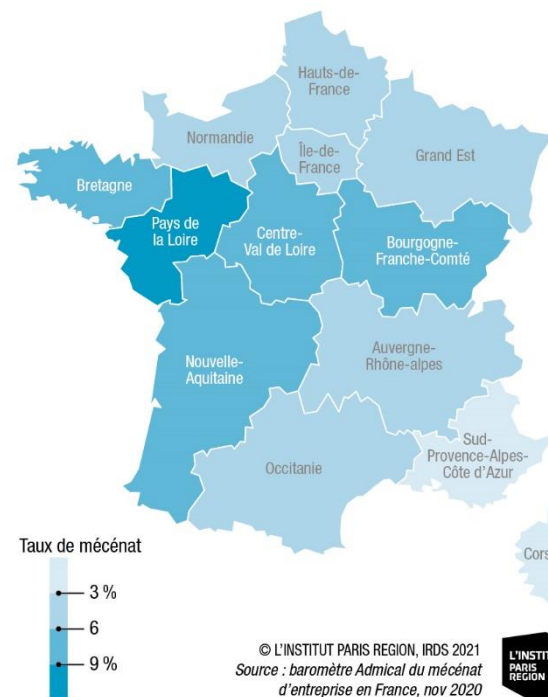 Hauts-de-
France
Normandie
Île-de-
France
Grand Est
Bretagne
Pays de
la Loire
Centre-
Val de Loire
Bourgogne-
Franche-Comté
Nouvelle-
Aquitaine
Auvergne-
Rhône-alpes
Occitanie
Sud-
Provence-Alpes-
Côte d'Azur
Cors
Taux de mécénat
3 %
6
9 %
© L'INSTITUT PARIS REGION, IRDS 2021
Source : baromètre Admical du mécénat
d'entreprise en France, nov 2020
L'INSTIT
PARIS
REGION